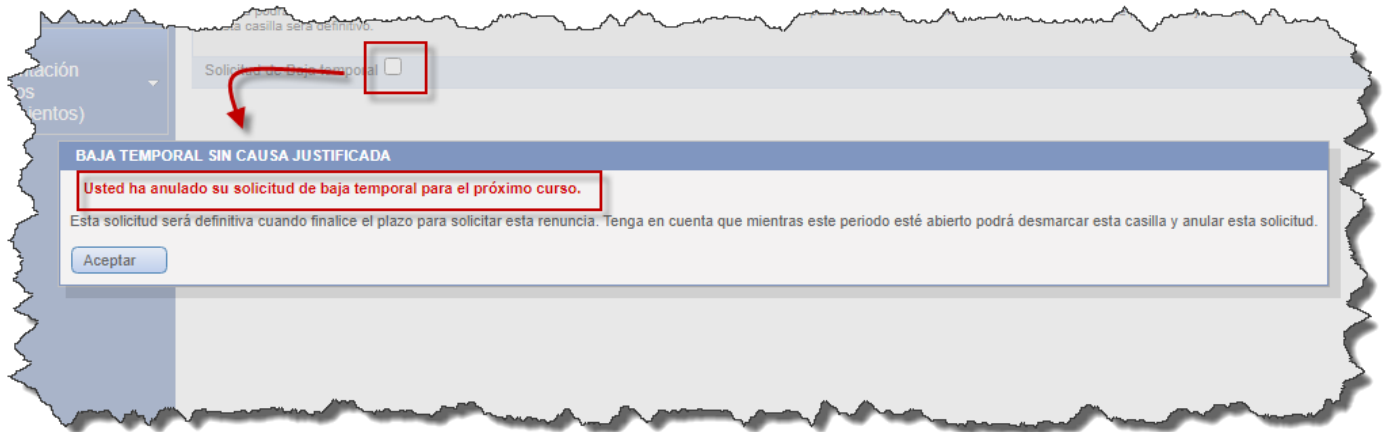 casilla será definitivo.
Solicitud de Baja temporal
BAJA TEMPORAL SIN CAUSA JUSTIFICADA
Usted ha anulado su solicitud de baja temporal para el próximo curso.
Esta solicitud será definitiva cuando finalice el plazo para solicitar esta renuncia. Tenga en cuenta que mientras este periodo esté abierto podrá desmarcar esta casilla y anular esta solicitud.
Aceptar